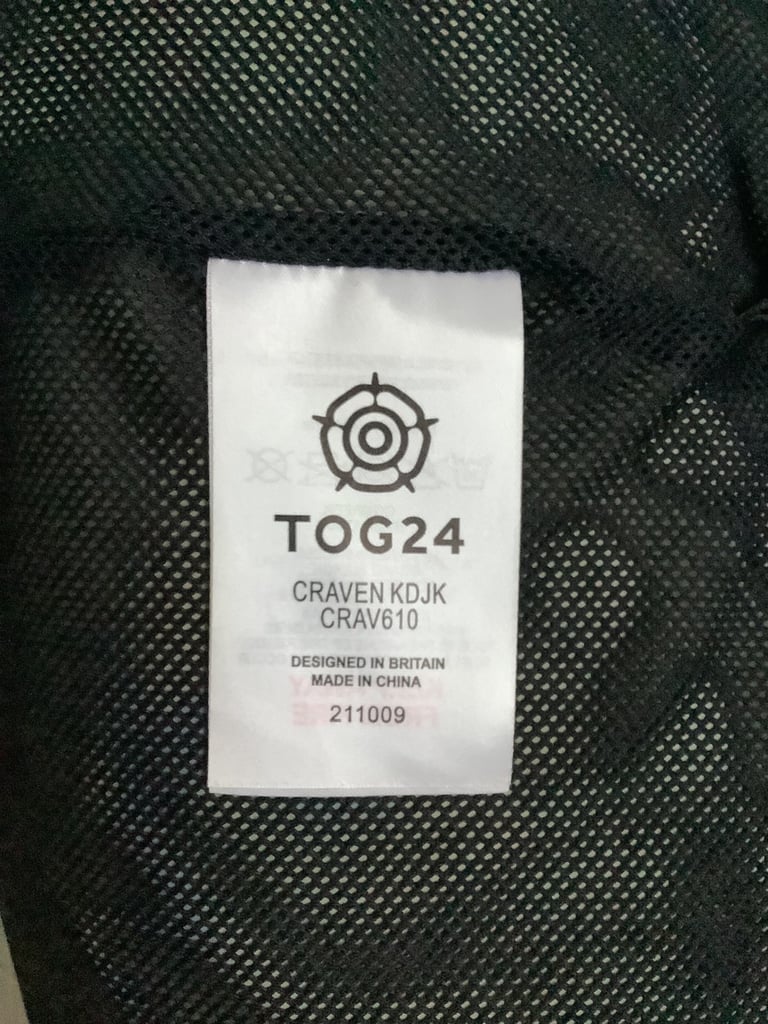 TOG24
CRAVEN KDJK
CRAV610
DESIGNED IN BRITAIN
MADE IN CHINA
211009